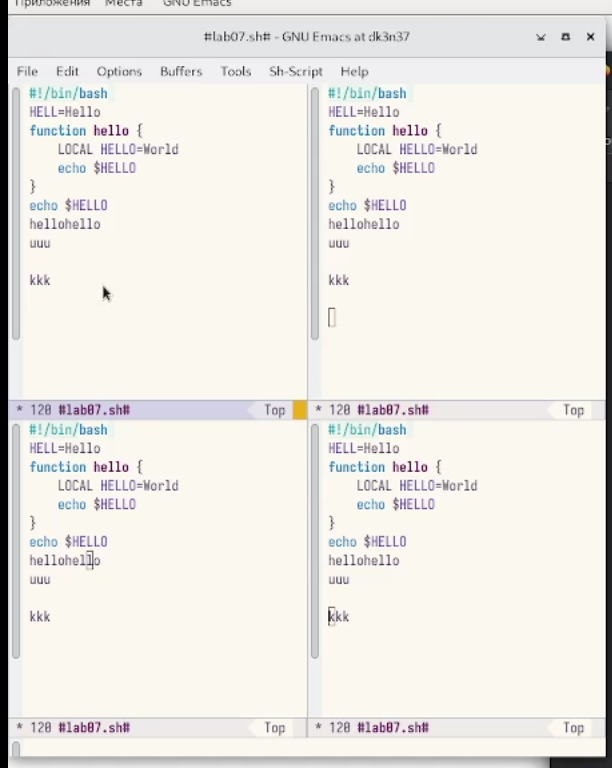 Приложения Места GNU Emacs
#lab07.sh# - GNU Emacs at dk3n37
File Edit Options Buffers Tools Sh-Script Help
#!/bin/bash
HELL=Hello
function hello {
    LOCAL HELLO=World
    echo $HELLO
}
echo $HELLO
hellohello
uuu
kkk
* 120 #lab07.sh# Top
#!/bin/bash
HELL=Hello
function hello {
    LOCAL HELLO=World
    echo $HELLO
}
echo $HELLO
hellohello
uuu
kkk
* 120 #lab07.sh# Top
#!/bin/bash
HELL=Hello
function hello {
    LOCAL HELLO=World
    echo $HELLO
}
echo $HELLO
hellohello
uuu
kkk
* 120 #lab07.sh# Top
#!/bin/bash
HELL=Hello
function hello {
    LOCAL HELLO=World
    echo $HELLO
}
echo $HELLO
hellohello
uuu
kkk
* 120 #lab07.sh# Top